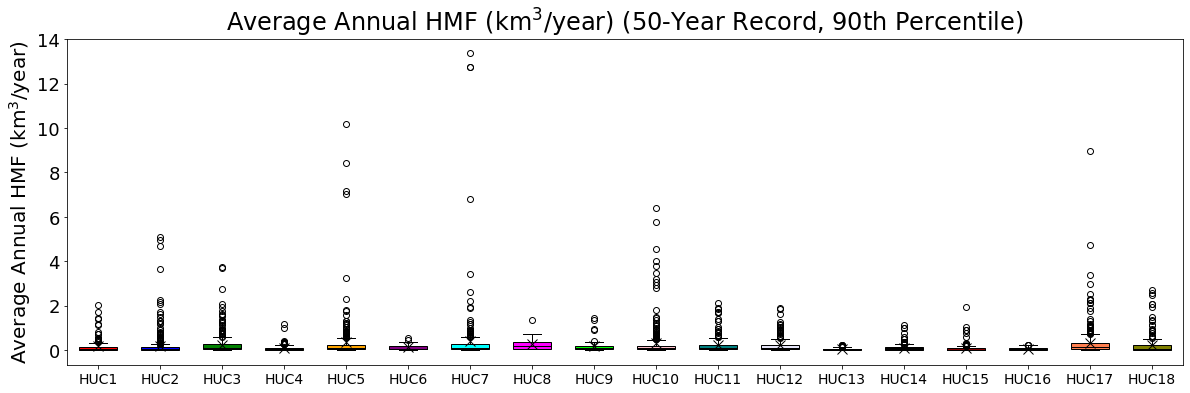 Average Annual HMF (km³/year) (50-Year Record, 90th Percentile)
Average Annual HMF (km³/year)
14
12
10
8
6
4
2
0
HUC1 HUC2 HUC3 HUC4 HUC5 HUC6 HUC7 HUC8 HUC9 HUC10 HUC11 HUC12 HUC13 HUC14 HUC15 HUC16 HUC17 HUC18